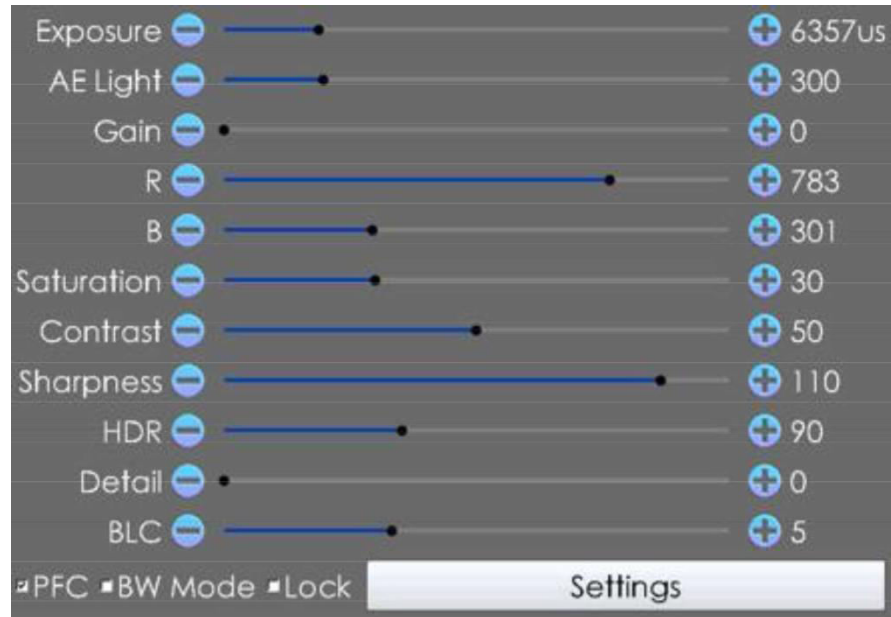 Exposure 6357us
AE Light 300
Gain 0
R 783
B 301
Saturation 30
Contrast 50
Sharpness 110
HDR 90
Detail 0
BLC 5
PFC BW Mode Lock Settings